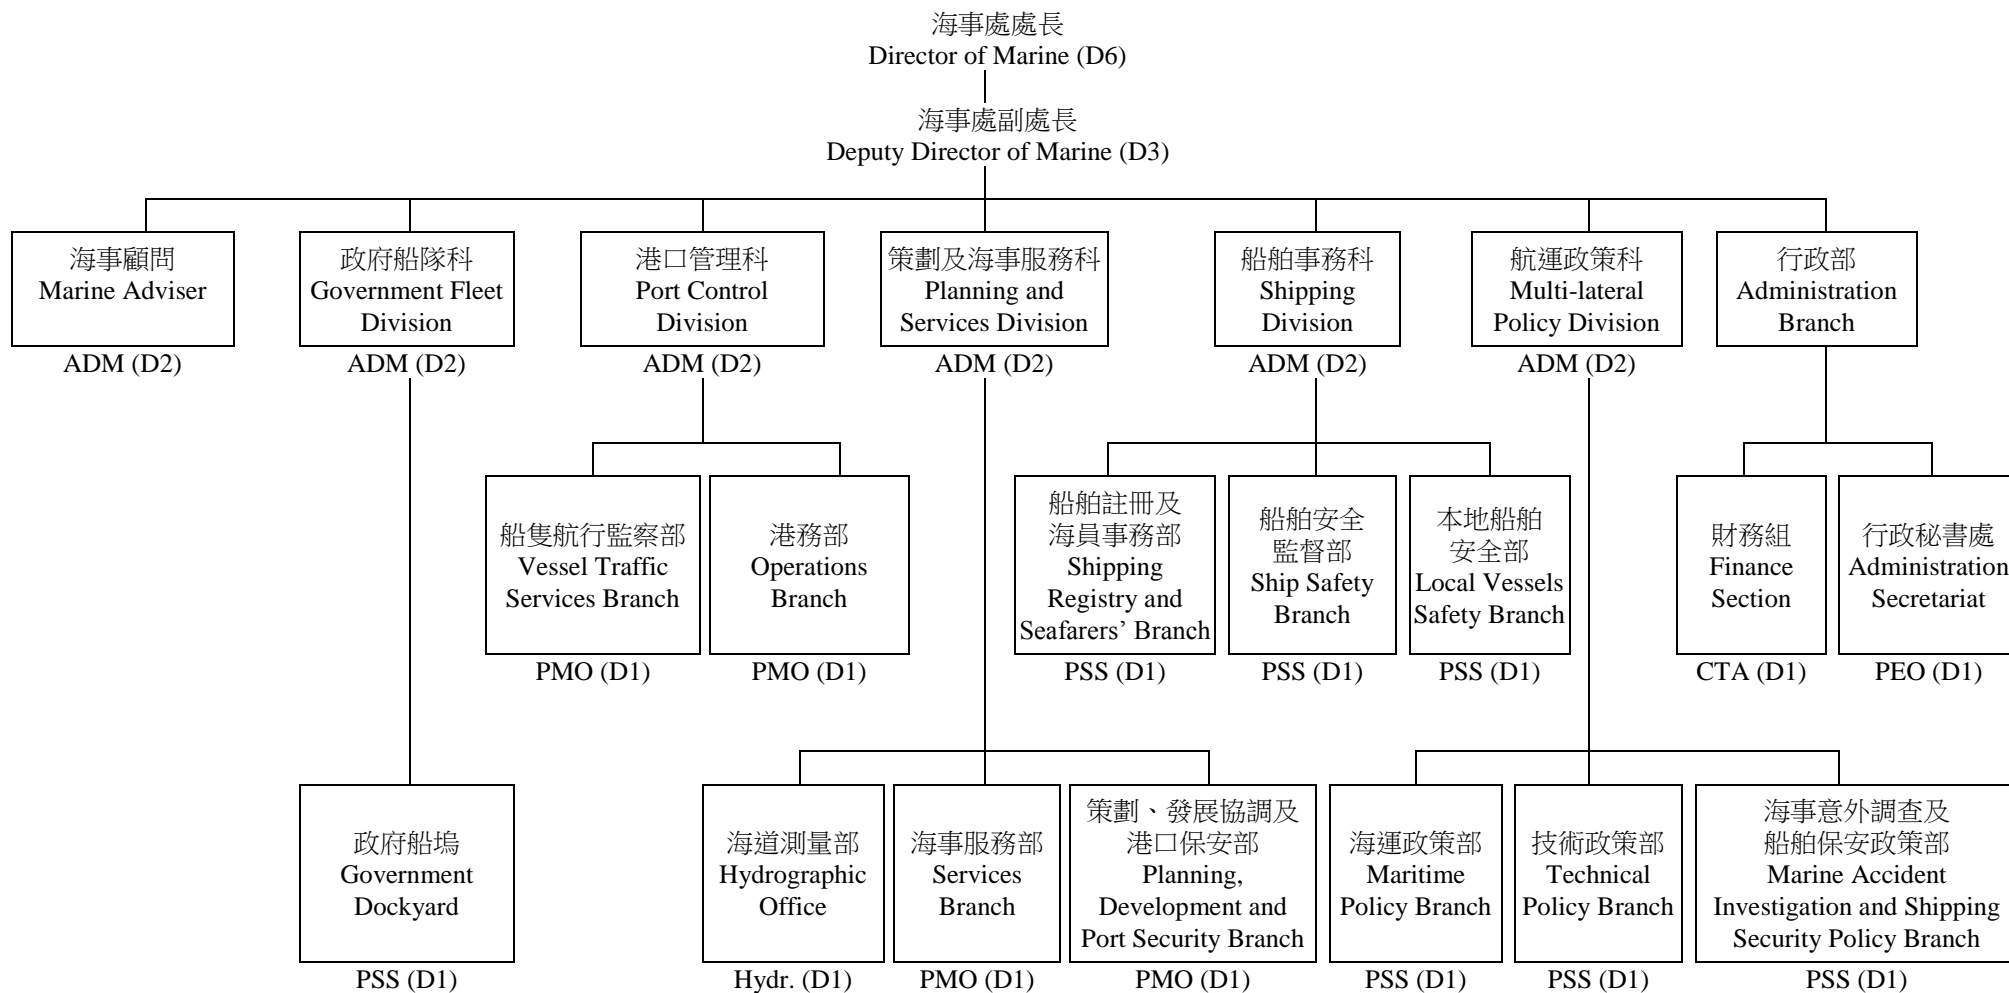 海事處處長
Director of Marine (D6)
海事處副處長
Deputy Director of Marine (D3)
海事顧問
Marine Adviser
ADM (D2)
政府船隊科
Government Fleet
Division
ADM (D2)
港口管理科
Port Control
Division
ADM (D2)
策劃及海事服務科
Planning and
Services Division
ADM (D2)
船舶事務科
Shipping
Division
ADM (D2)
航運政策科
Multi-lateral
Policy Division
ADM (D2)
行政部
Administration
Branch
船隻航行監察部
Vessel Traffic
Services Branch
PMO (D1)
港務部
Operations
Branch
PMO (D1)
船舶註冊及
海員事務部
Shipping
Registry and
Seafarers’ Branch
PSS (D1)
船舶安全
監督部
Ship Safety
Branch
PSS (D1)
本地船舶
安全部
Local Vessels
Safety Branch
PSS (D1)
財務組
Finance
Section
CTA (D1)
行政秘書處
Administration
Secretariat
PEO (D1)
政府船塢
Government
Dockyard
PSS (D1)
海道測量部
Hydrographic
Office
Hydr. (D1)
海事服務部
Services
Branch
PMO (D1)
策劃、發展協調及
港口保安部
Planning,
Development and
Port Security Branch
PMO (D1)
海運政策部
Maritime
Policy Branch
PSS (D1)
技術政策部
Technical
Policy Branch
PSS (D1)
海事意外調查及
船舶保安政策部
Marine Accident
Investigation and Shipping
Security Policy Branch
PSS (D1)